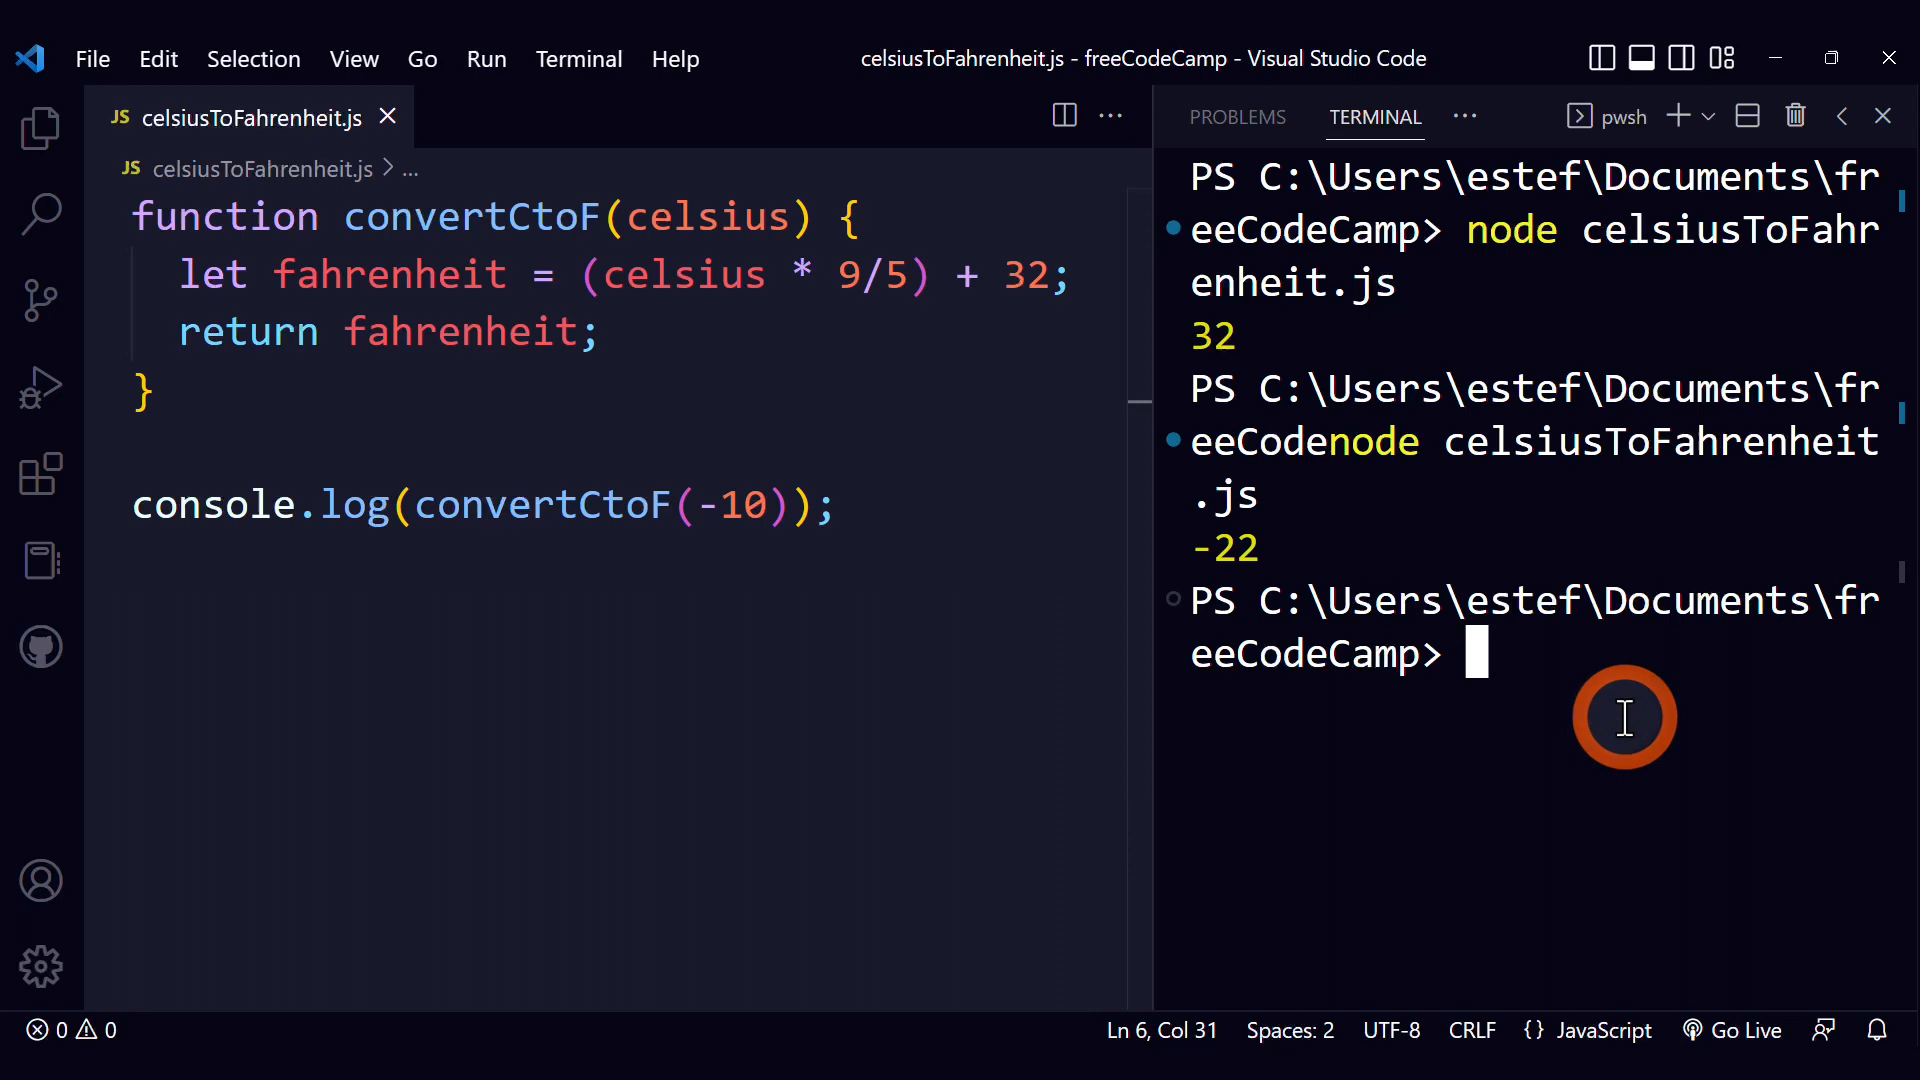 File Edit Selection View Go Run Terminal Help
celsiusToFahrenheit.js - freeCodeCamp - Visual Studio Code
JS celsiusToFahrenheit.js
JS celsiusToFahrenheit.js > ...
function convertCtoF(celsius) {
let fahrenheit = (celsius * 9/5) + 32;
return fahrenheit;
}
console.log(convertCtoF(-10));
PROBLEMS TERMINAL ... pwsh
PS C:\Users\estef\Documents\fr
eeCodeCamp> node celsiusToFahr
enheit.js
32
PS C:\Users\estef\Documents\fr
eeCodenode celsiusToFahrenheit
.js
-22
PS C:\Users\estef\Documents\fr
eeCodeCamp>
0 0 Ln 6, Col 31 Spaces: 2 UTF-8 CRLF {} JavaScript Go Live